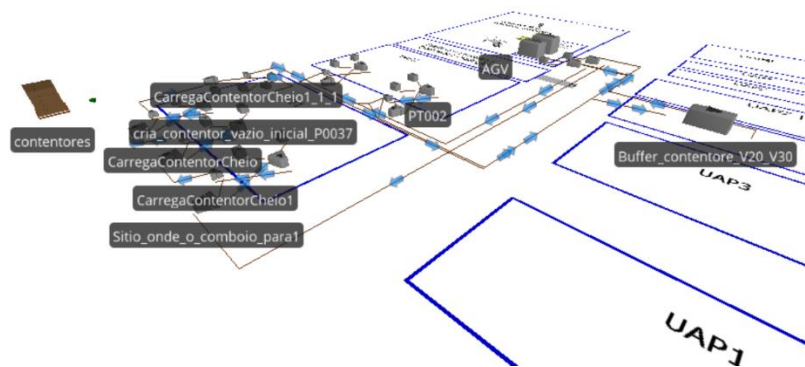 AGV
CarregaContentorCheio1_1_1
PT002
contentores
cria_contentor_vazio_inicial_P0037
CarregaContentorCheio
Buffer_contentore_V20_V30
UAP3
CarregaContentorCheio1
Sitio_onde_o_comboio_para1
UAP1